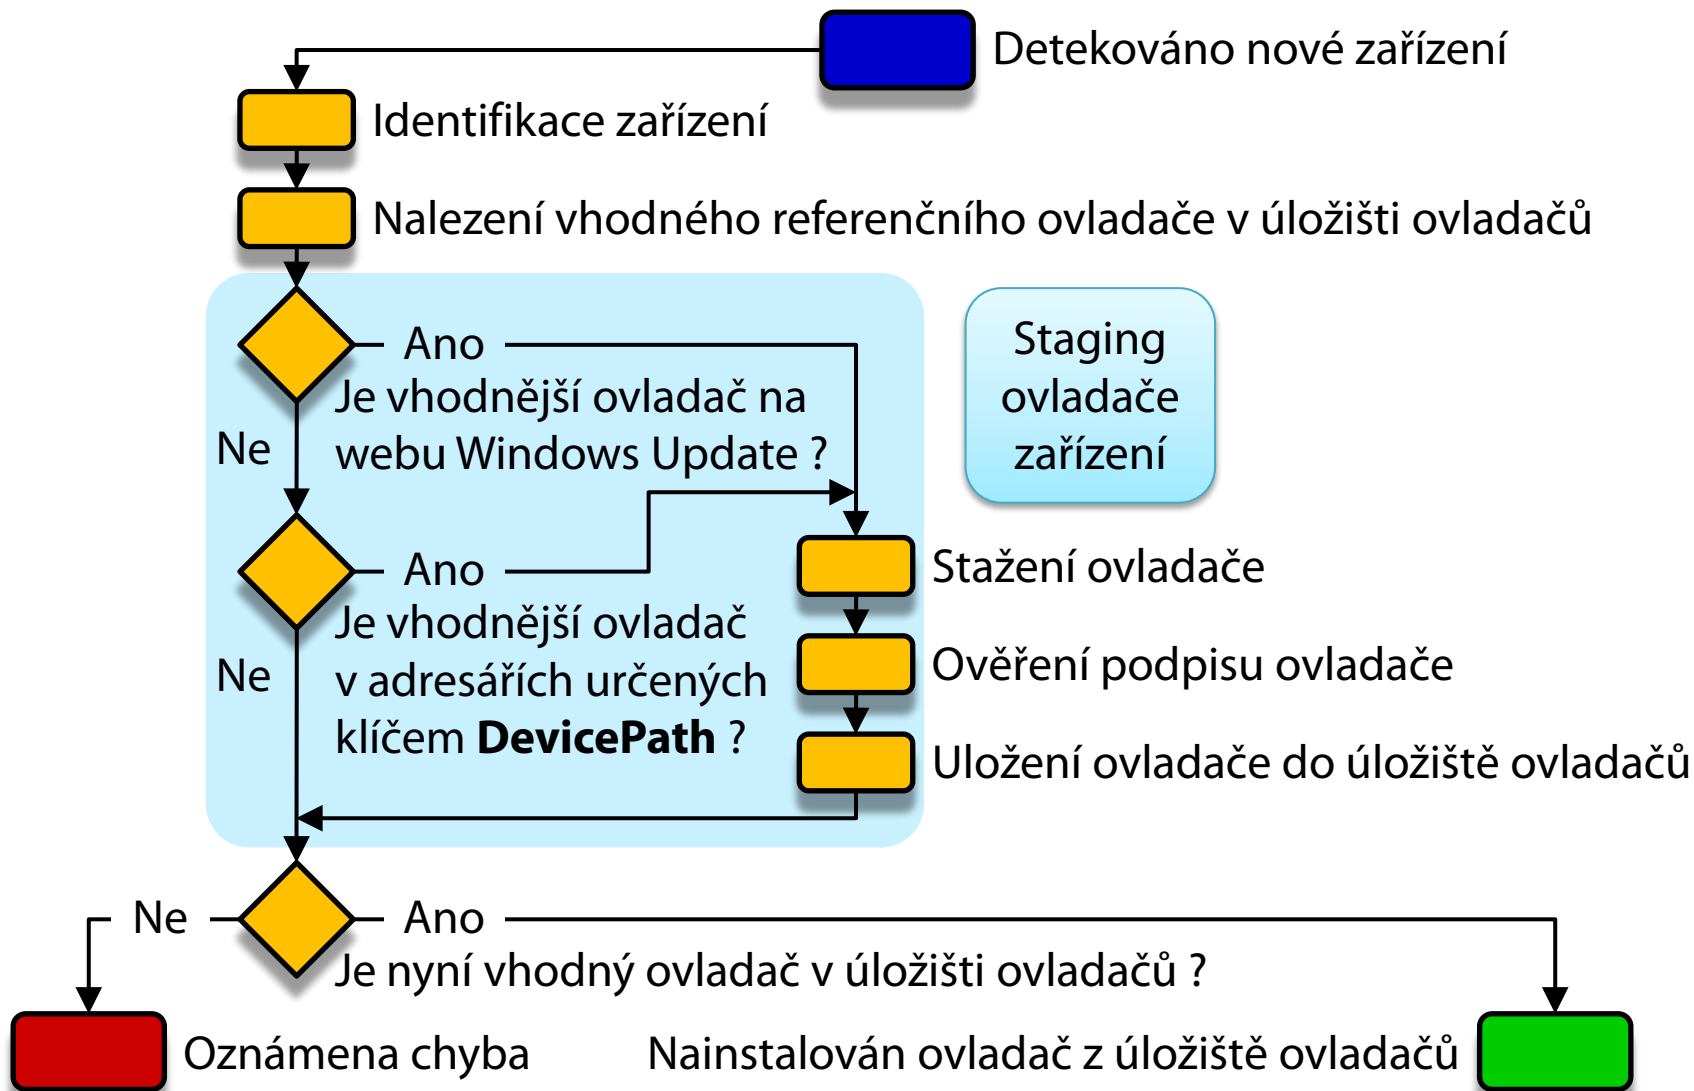 Detekováno nové zařízení
Identifikace zařízení
Nalezení vhodného referenčního ovladače v úložišti ovladačů
Ano
Je vhodnější ovladač na
webu Windows Update ?
Ne
Staging
ovladače
zařízení
Ano
Je vhodnější ovladač
v adresářích určených
klíčem DevicePath ?
Ne
Stažení ovladače
Ověření podpisu ovladače
Uložení ovladače do úložiště ovladačů
Ne
Ano
Je nyní vhodný ovladač v úložišti ovladačů ?
Oznámena chyba
Nainstalován ovladač z úložiště ovladačů